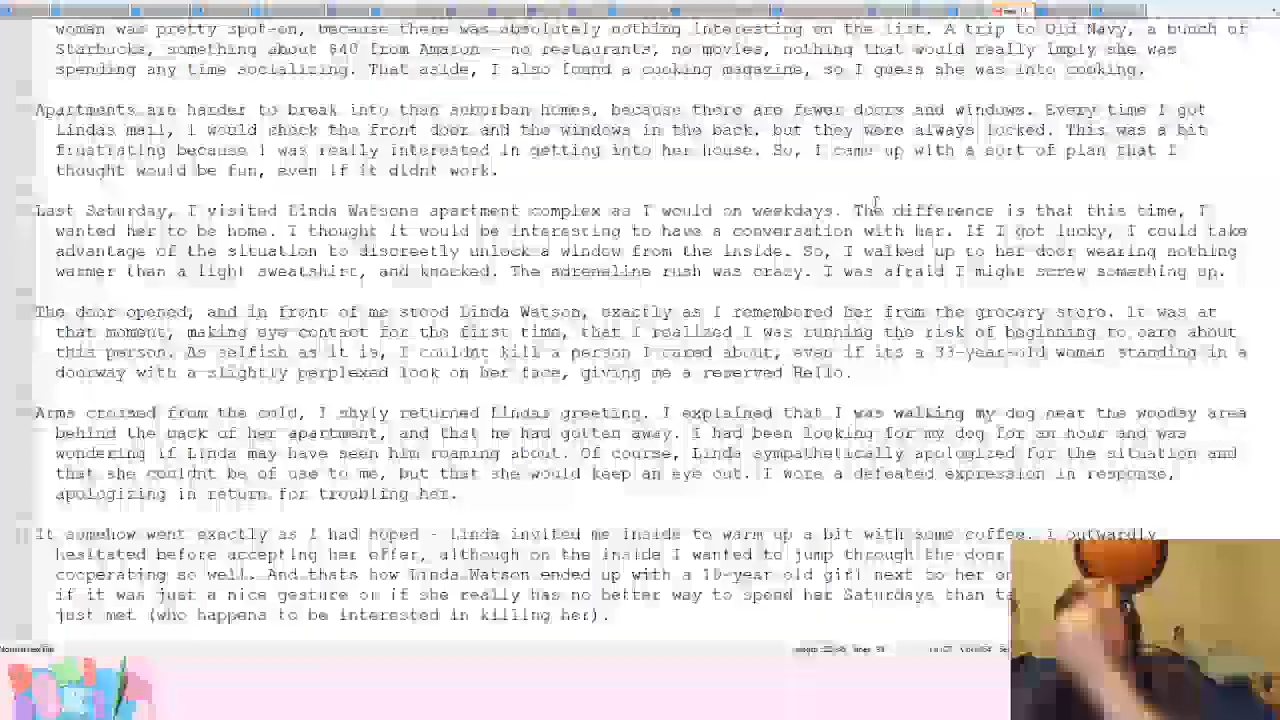 woman was pretty spot-on, because there was absolutely nothing interesting on the list. A trip to Old Navy, a bunch of
Starbucks, something about $40 from Amazon - no restaurants, no movies, nothing that would really imply she was
spending any time socializing. That aside, I also found a cooking magazine, so I guess she was into cooking.
Apartments are harder to break into than suburban homes, because there are fewer doors and windows. Every time I got
Lindas mail, I would check the front door and the windows in the back, but they were always locked. This was a bit
frustrating because I was really interested in getting into her house. So, I came up with a sort of plan that I
thought would be fun, even if it didnt work.
Last Saturday, I visited Linda Watsons apartment complex as I would on weekdays. The difference is that this time, I
wanted her to be home. I thought it would be interesting to have a conversation with her. If I got lucky, I could take
advantage of the situation to discreetly unlock a window from the inside. So, I walked up to her door wearing nothing
warmer than a light sweatshirt, and knocked. The adrenaline rush was crazy. I was afraid I might screw something up.
The door opened, and in front of me stood Linda Watson, exactly as I remembered her from the grocery store. It was at
that moment, making eye contact for the first time, that I realized I was running the risk of beginning to care about
this person. As selfish as it is, I couldnt kill a person I cared about, even if its a 33-year-old woman standing in a
doorway with a slightly perplexed look on her face, giving me a reserved Hello.
Arms crossed from the cold, I shyly returned Lindas greeting. I explained that I was walking my dog near the woodsy area
behind the back of her apartment, and that he had gotten away. I had been looking for my dog for an hour and was
wondering if Linda may have seen him roaming about. Of course, Linda sympathetically apologized for the situation and
that she couldnt be of use to me, but that she would keep an eye out. I wore a defeated expression in response,
apologizing in return for troubling her.
It somehow went exactly as I had hoped - Linda invited me inside to warm up a bit with some coffee. I outwardly
hesitated before accepting her offer, although on the inside I wanted to jump through the door
cooperating so well. And thats how Linda Watson ended up with a year old girl next to her on
if it was just a nice gesture or if she really has no better way to spend her Saturdays than
just met (who happens to be interested in killing her).